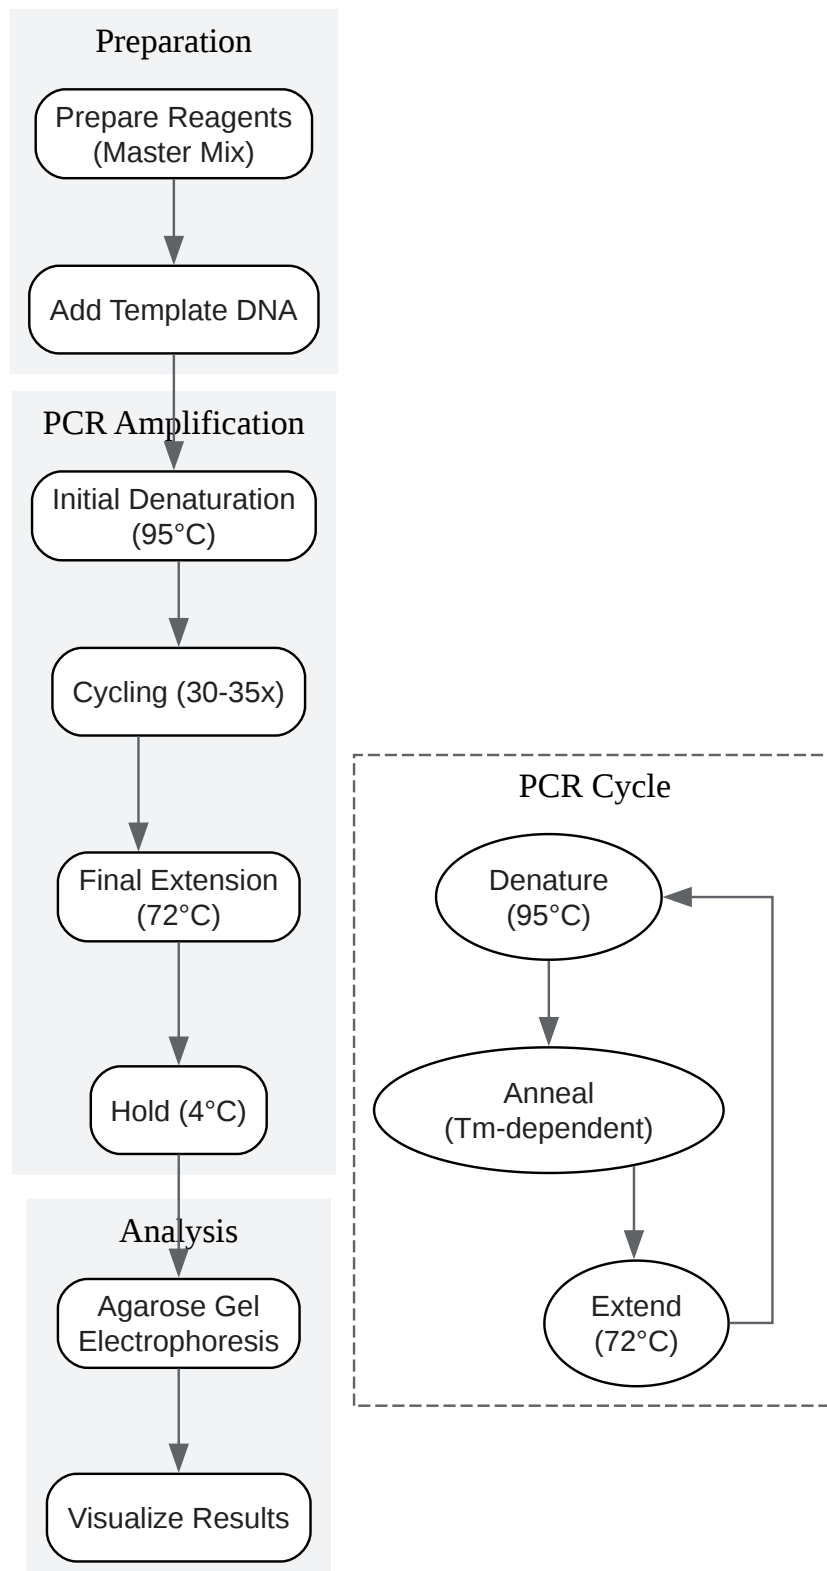 Preparation
Prepare Reagents
(Master Mix)
Add Template DNA
PCR Amplification
Initial Denaturation
(95°C)
Cycling (30-35x)
Final Extension
(72°C)
Hold (4°C)
Analysis
Agarose Gel
Electrophoresis
Visualize Results
PCR Cycle
Denature
(95°C)
Anneal
(Tm-dependent)
Extend
(72°C)